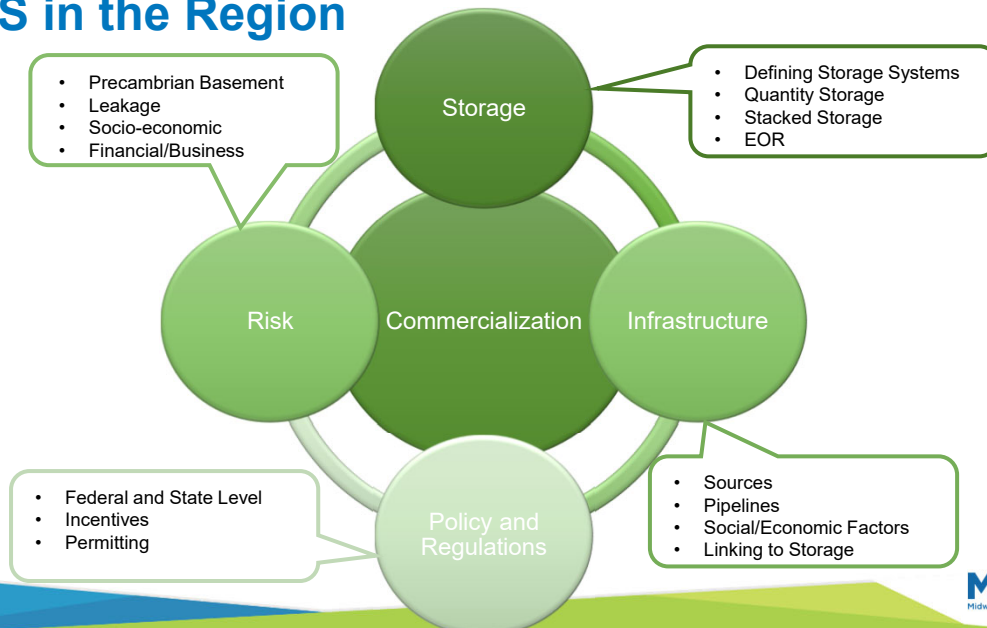 S in the Region
• Precambrian Basement
• Leakage
• Socio-economic
• Financial/Business
Storage
• Defining Storage Systems
• Quantity Storage
• Stacked Storage
• EOR
Risk
Commercialization
Infrastructure
• Federal and State Level
• Incentives
• Permitting
Policy and
Regulations
• Sources
• Pipelines
• Social/Economic Factors
• Linking to Storage
M
Midw